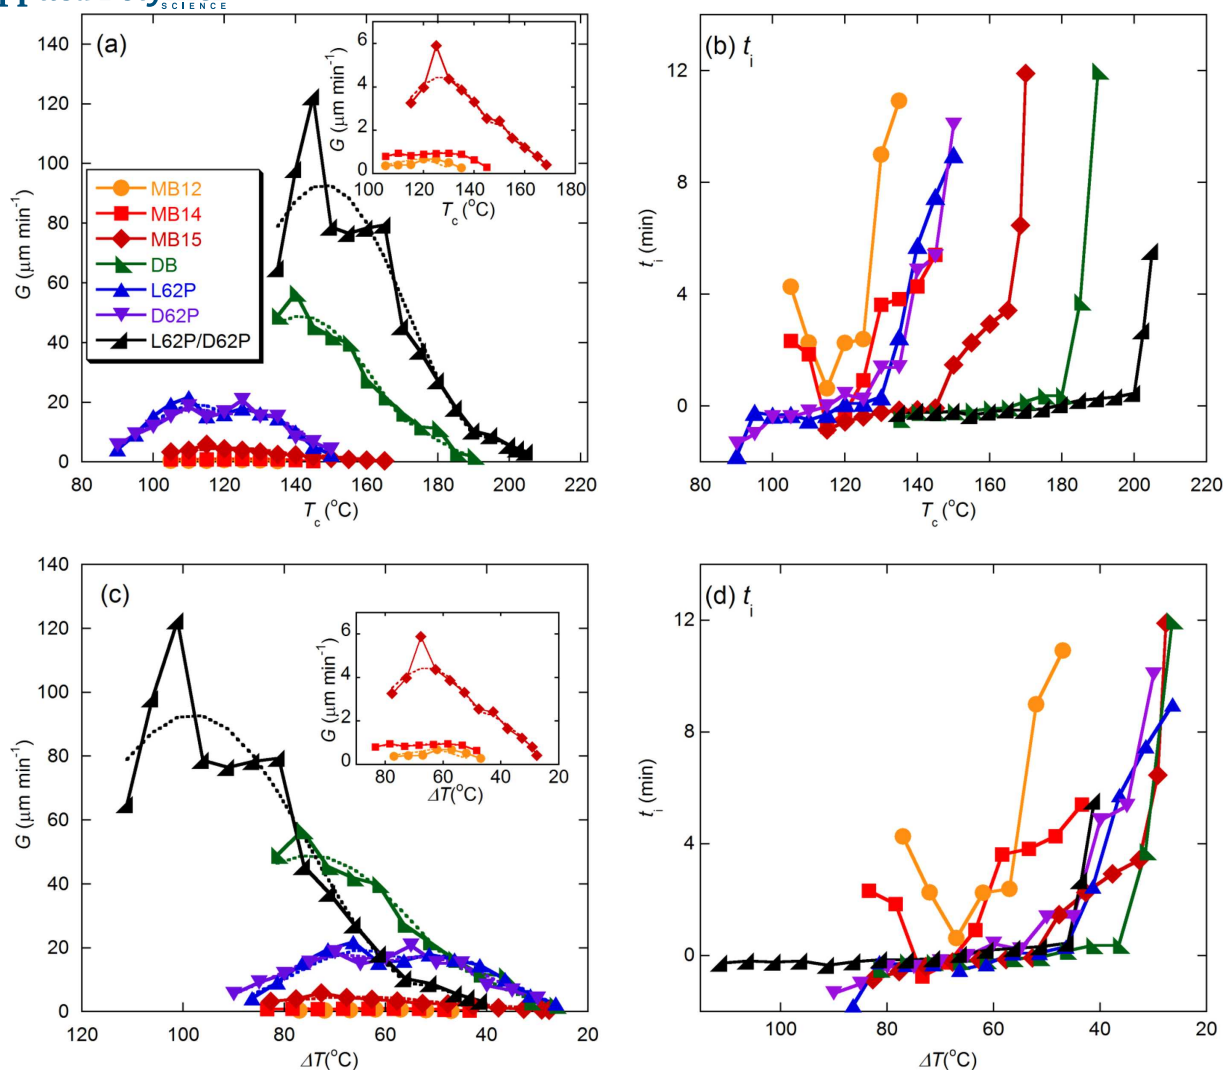 SCIENCE
(a)
G (μm min⁻¹)
140
120
100
80
60
40
20
0
80 100 120 140 160 180 200 220
T_c (°C)
MB12
MB14
MB15
DB
L62P
D62P
L62P/D62P
G (μm min⁻¹)
6
4
2
0
100 120 140 160 180
T_c (°C)
(b) t_i
t_i (min)
12
8
4
0
80 100 120 140 160 180 200 220
T_c (°C)
(c)
G (μm min⁻¹)
140
120
100
80
60
40
20
0
120 100 80 60 40 20
ΔT(°C)
G (μm min⁻¹)
6
4
2
0
80 60 40 20
ΔT(°C)
(d) t_i
t_i (min)
12
8
4
0
100 80 60 40 20
ΔT(°C)